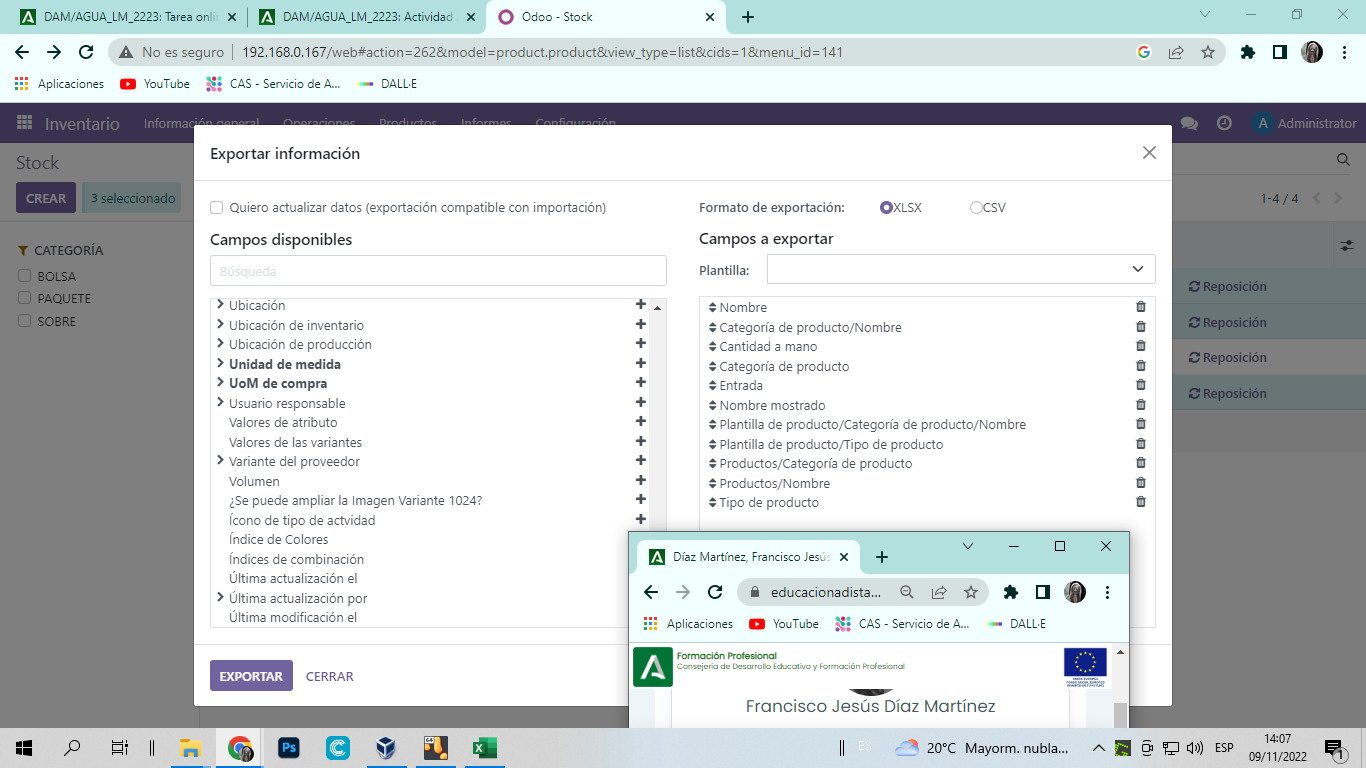 DAM/AGUA_LM_2223: Tarea onlin
DAM/AGUA_LM_2223: Actividad
Odoo - Stock
No es seguro
192.168.0.167/web#action=262&model=product.product&view_type=list&cids=1&menu_id=141
Aplicaciones
YouTube
CAS - Servicio de A...
DALL·E
Inventario
Información general
Operaciones
Productos
Informes
Configuración
A
Administrator
Exportar información
Stock
CREAR
3 seleccionado
1-4 / 4
Quiero actualizar datos (exportación compatible con importación)
Formato de exportación:
XLSX
CSV
Campos disponibles
Campos a exportar
Búsqueda
Plantilla:
CATEGORÍA
BOLSA
PAQUETE
SOBRE
Ubicación
Ubicación de inventario
Ubicación de producción
Unidad de medida
UoM de compra
Usuario responsable
Valores de atributo
Valores de las variantes
Variante del proveedor
Volumen
¿Se puede ampliar la Imagen Variante 1024?
Ícono de tipo de actvidad
Índice de Colores
Índices de combinación
Última actualización el
Última actualización por
Última modificación el
Nombre
Categoría de producto/Nombre
Cantidad a mano
Categoría de producto
Entrada
Nombre mostrado
Plantilla de producto/Categoría de producto/Nombre
Plantilla de producto/Tipo de producto
Productos/Categoría de producto
Productos/Nombre
Tipo de producto
Reposición
Reposición
Reposición
Reposición
EXPORTAR
CERRAR
Díaz Martínez, Francisco Jesús
educacionadista...
Aplicaciones
YouTube
CAS - Servicio de A...
DALL·E
Formación Profesional
Consejería de Desarrollo Educativo y Formación Profesional
Francisco Jesús Díaz Martínez
Ps
ES
20°C Mayorm. nubla...
ESP
14:07
09/11/2022
1